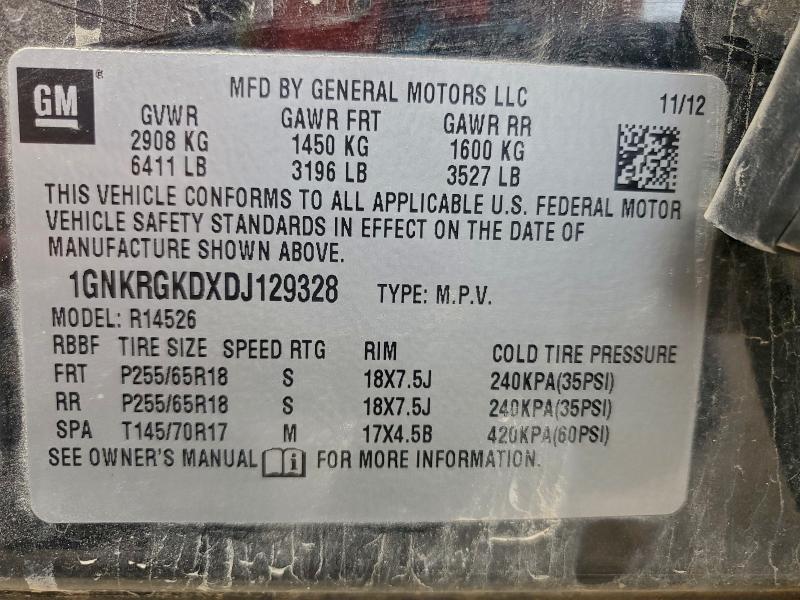 GM
MFD BY GENERAL MOTORS LLC
11/12
GVWR GAWR FRT GAWR RR
2908 KG 1450 KG 1600 KG
6411 LB 3196 LB 3527 LB
THIS VEHICLE CONFORMS TO ALL APPLICABLE U.S. FEDERAL MOTOR
VEHICLE SAFETY STANDARDS IN EFFECT ON THE DATE OF
MANUFACTURE SHOWN ABOVE.
1GNKRGKDXDJ129328 TYPE: M.P.V.
MODEL: R14526
RBBF TIRE SIZE SPEED RTG RIM COLD TIRE PRESSURE
FRT P255/65R18 S 18X7.5J 240KPA(35PSI)
RR P255/65R18 S 18X7.5J 240KPA(35PSI)
SPA T145/70R17 M 17X4.5B 420KPA(60PSI)
SEE OWNER'S MANUAL i FOR MORE INFORMATION.